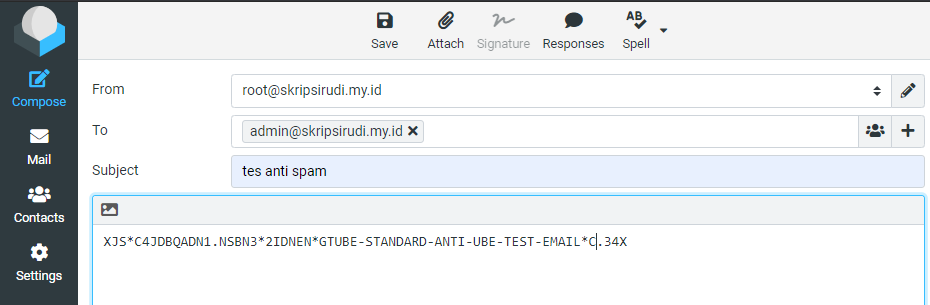 Save Attach Signature Responses ABC Spell
From root@skripsirudi.my.id
Compose
To admin@skripsirudi.my.id
Mail
Subject tes anti spam
Contacts
XJS*C4JDBQADN1.NSBN3*2IDNEN*GTUBE-STANDARD-ANTI-UBE-TEST-EMAIL*C.34X
Settings